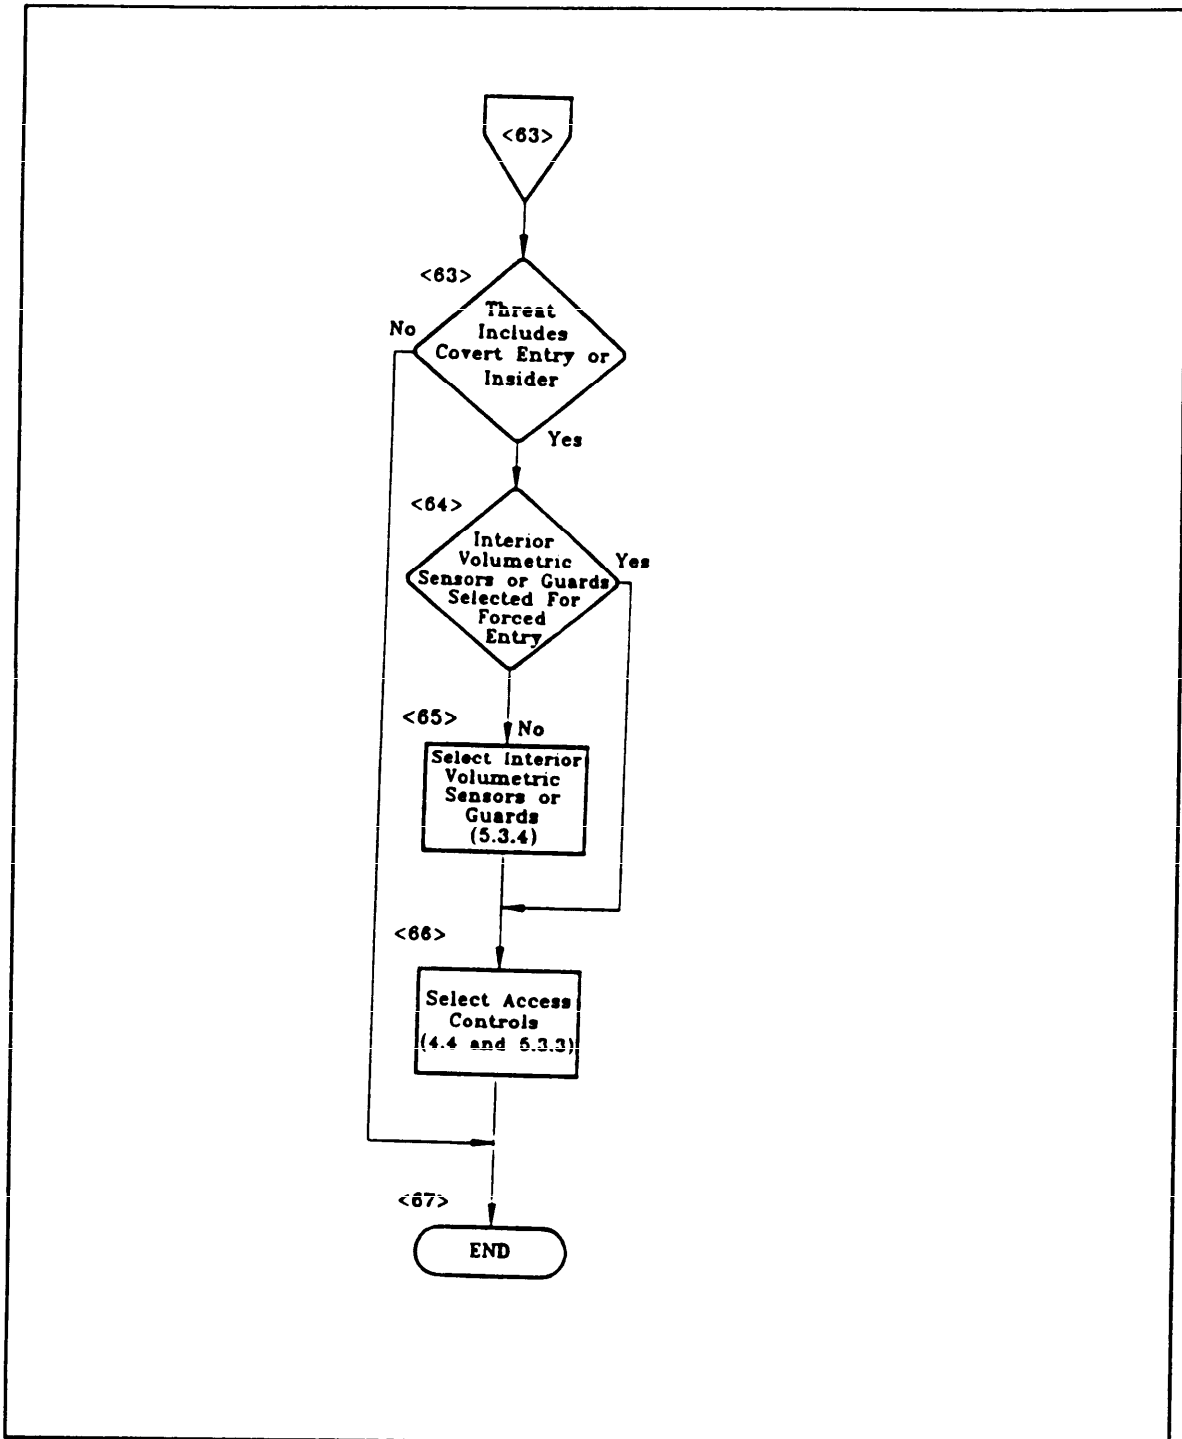 <63>
<63>
Threat
Includes
Covert Entry or
Insider
No
Yes
<64>
Interior
Volumetric
Sensors or Guards
Selected For
Forced
Entry
Yes
<65>
No
Select Interior
Volumetric
Sensors or
Guards
(5.3.4)
<66>
Select Access
Controls
(4.4 and 5.3.3)
<67>
END